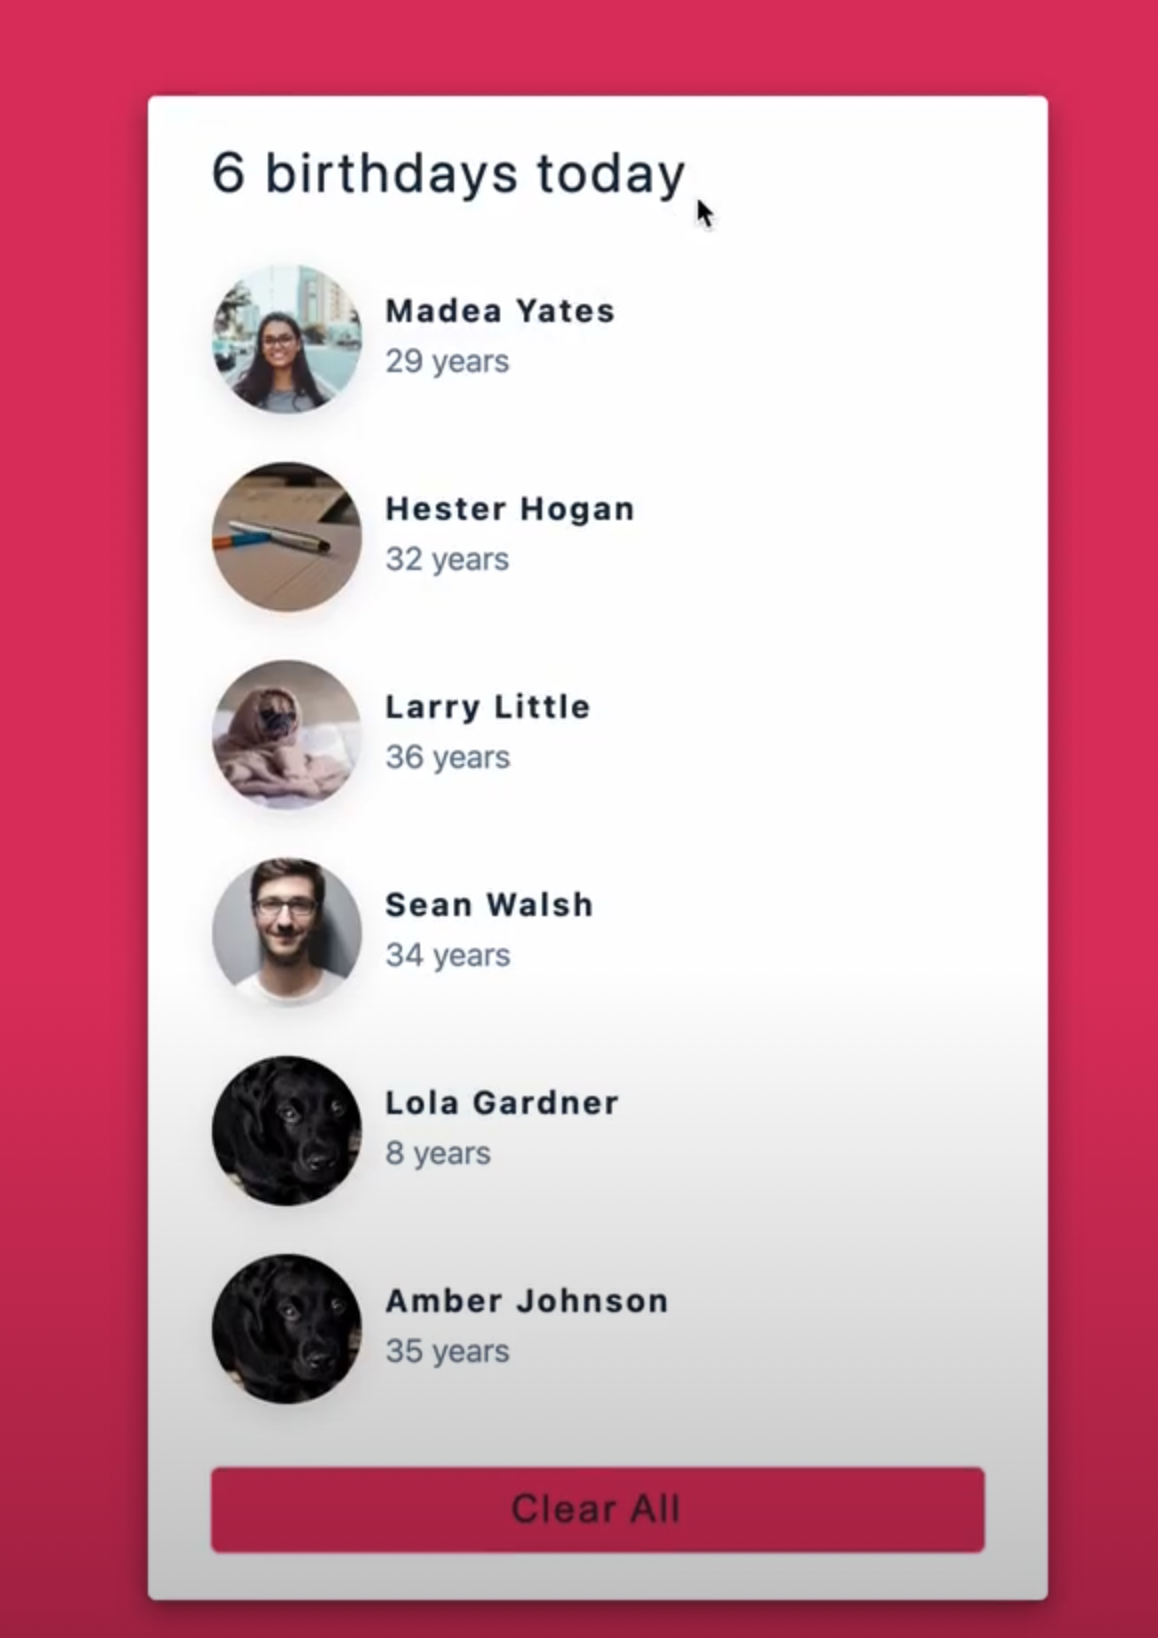 6 birthdays today
Madea Yates
29 years
Hester Hogan
32 years
Larry Little
36 years
Sean Walsh
34 years
Lola Gardner
8 years
Amber Johnson
35 years
Clear All